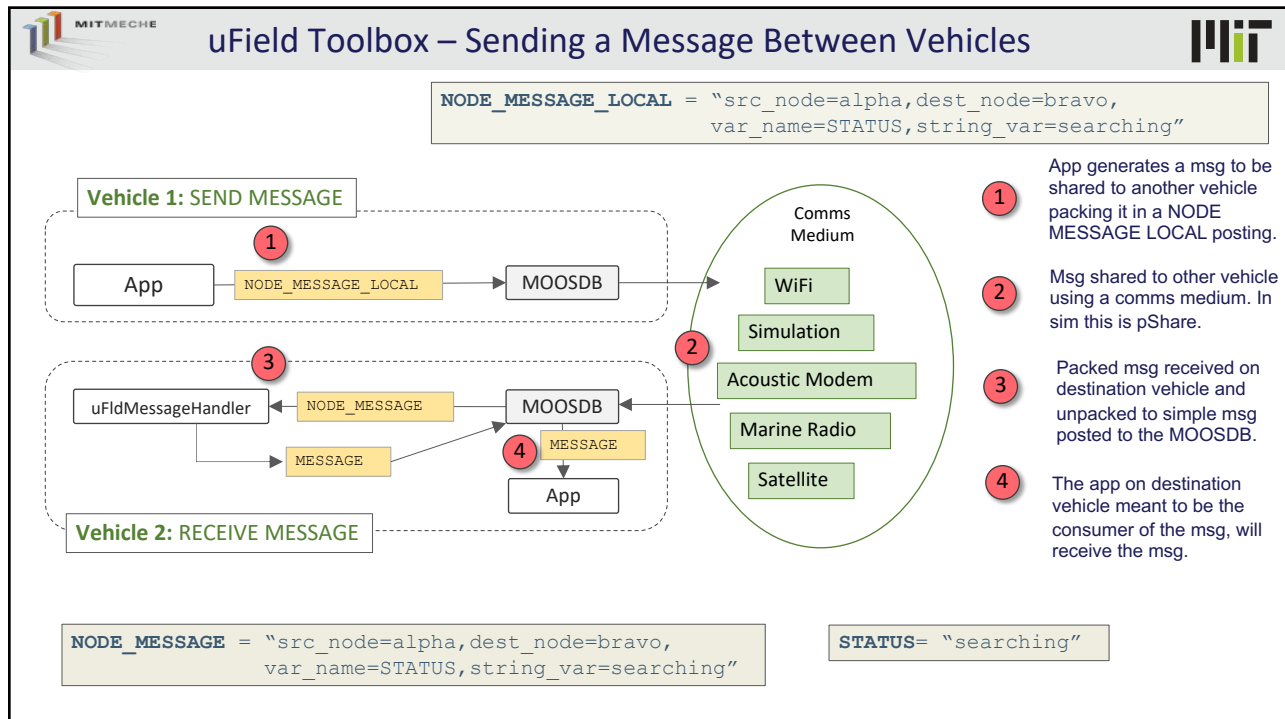 MITMECHE
uField Toolbox – Sending a Message Between Vehicles
MiT
NODE_MESSAGE_LOCAL = “src_node=alpha,dest_node=bravo,
var_name=STATUS,string_var=searching”
Vehicle 1: SEND MESSAGE
1
App
NODE_MESSAGE_LOCAL
MOOSDB
3
uFldMessageHandler
NODE_MESSAGE
MOOSDB
MESSAGE
4
MESSAGE
App
Vehicle 2: RECEIVE MESSAGE
Comms
Medium
WiFi
Simulation
2
Acoustic Modem
Marine Radio
Satellite
1
App generates a msg to be
shared to another vehicle
packing it in a NODE
MESSAGE LOCAL posting.
2
Msg shared to other vehicle
using a comms medium. In
sim this is pShare.
3
Packed msg received on
destination vehicle and
unpacked to simple msg
posted to the MOOSDB.
4
The app on destination
vehicle meant to be the
consumer of the msg, will
receive the msg.
NODE_MESSAGE = “src_node=alpha,dest_node=bravo,
var_name=STATUS,string_var=searching”
STATUS= “searching”